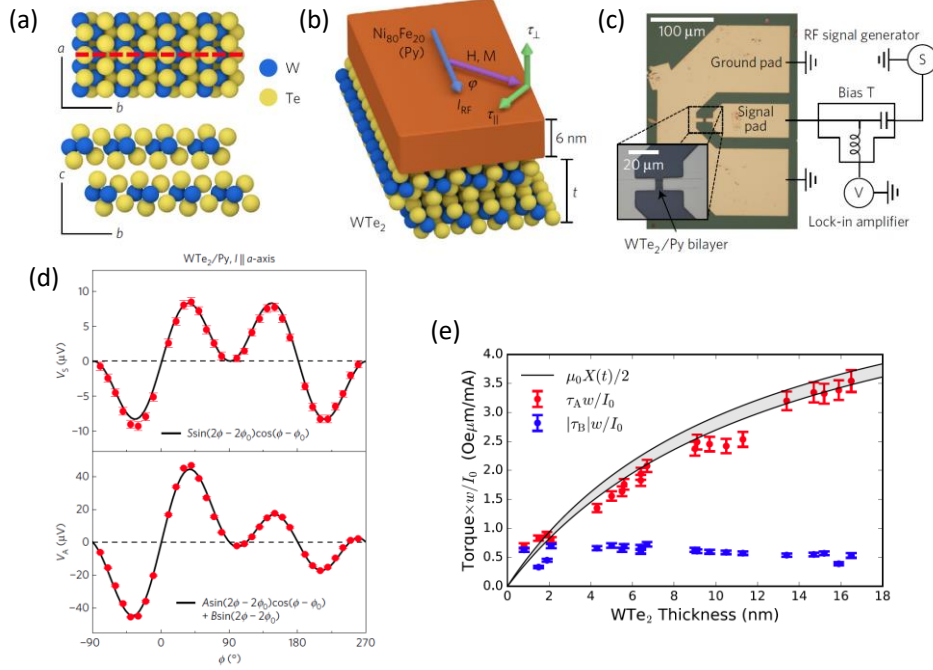 (a)
a
b
W
Te
c
b
(b)
Ni₈₀Fe₂₀
(Py)
H, M
φ
I_RF
τ⊥
τ||
6 nm
t
WTe₂
(c)
100 μm
Ground pad
Signal
pad
20 μm
WTe₂/Py bilayer
RF signal generator
S
Bias T
V
Lock-in amplifier
(d)
WTe₂/Py, I || a-axis
V_S (μV)
10
5
0
−5
−10
Ssin(2ϕ − 2ϕ₀)cos(ϕ − ϕ₀)
V_A (μV)
40
20
0
−20
−40
Asin(2ϕ − 2ϕ₀)cos(ϕ − ϕ₀)
+ Bsin(2ϕ − 2ϕ₀)
−90 0 90 180 270
ϕ (°)
(e)
Torque×w/I₀ (Oeμm/mA)
4.0
3.5
3.0
2.5
2.0
1.5
1.0
0.5
0.0
μ₀X(t)/2
τ_A w/I₀
|τ_B|w/I₀
0 2 4 6 8 10 12 14 16 18
WTe₂ Thickness (nm)